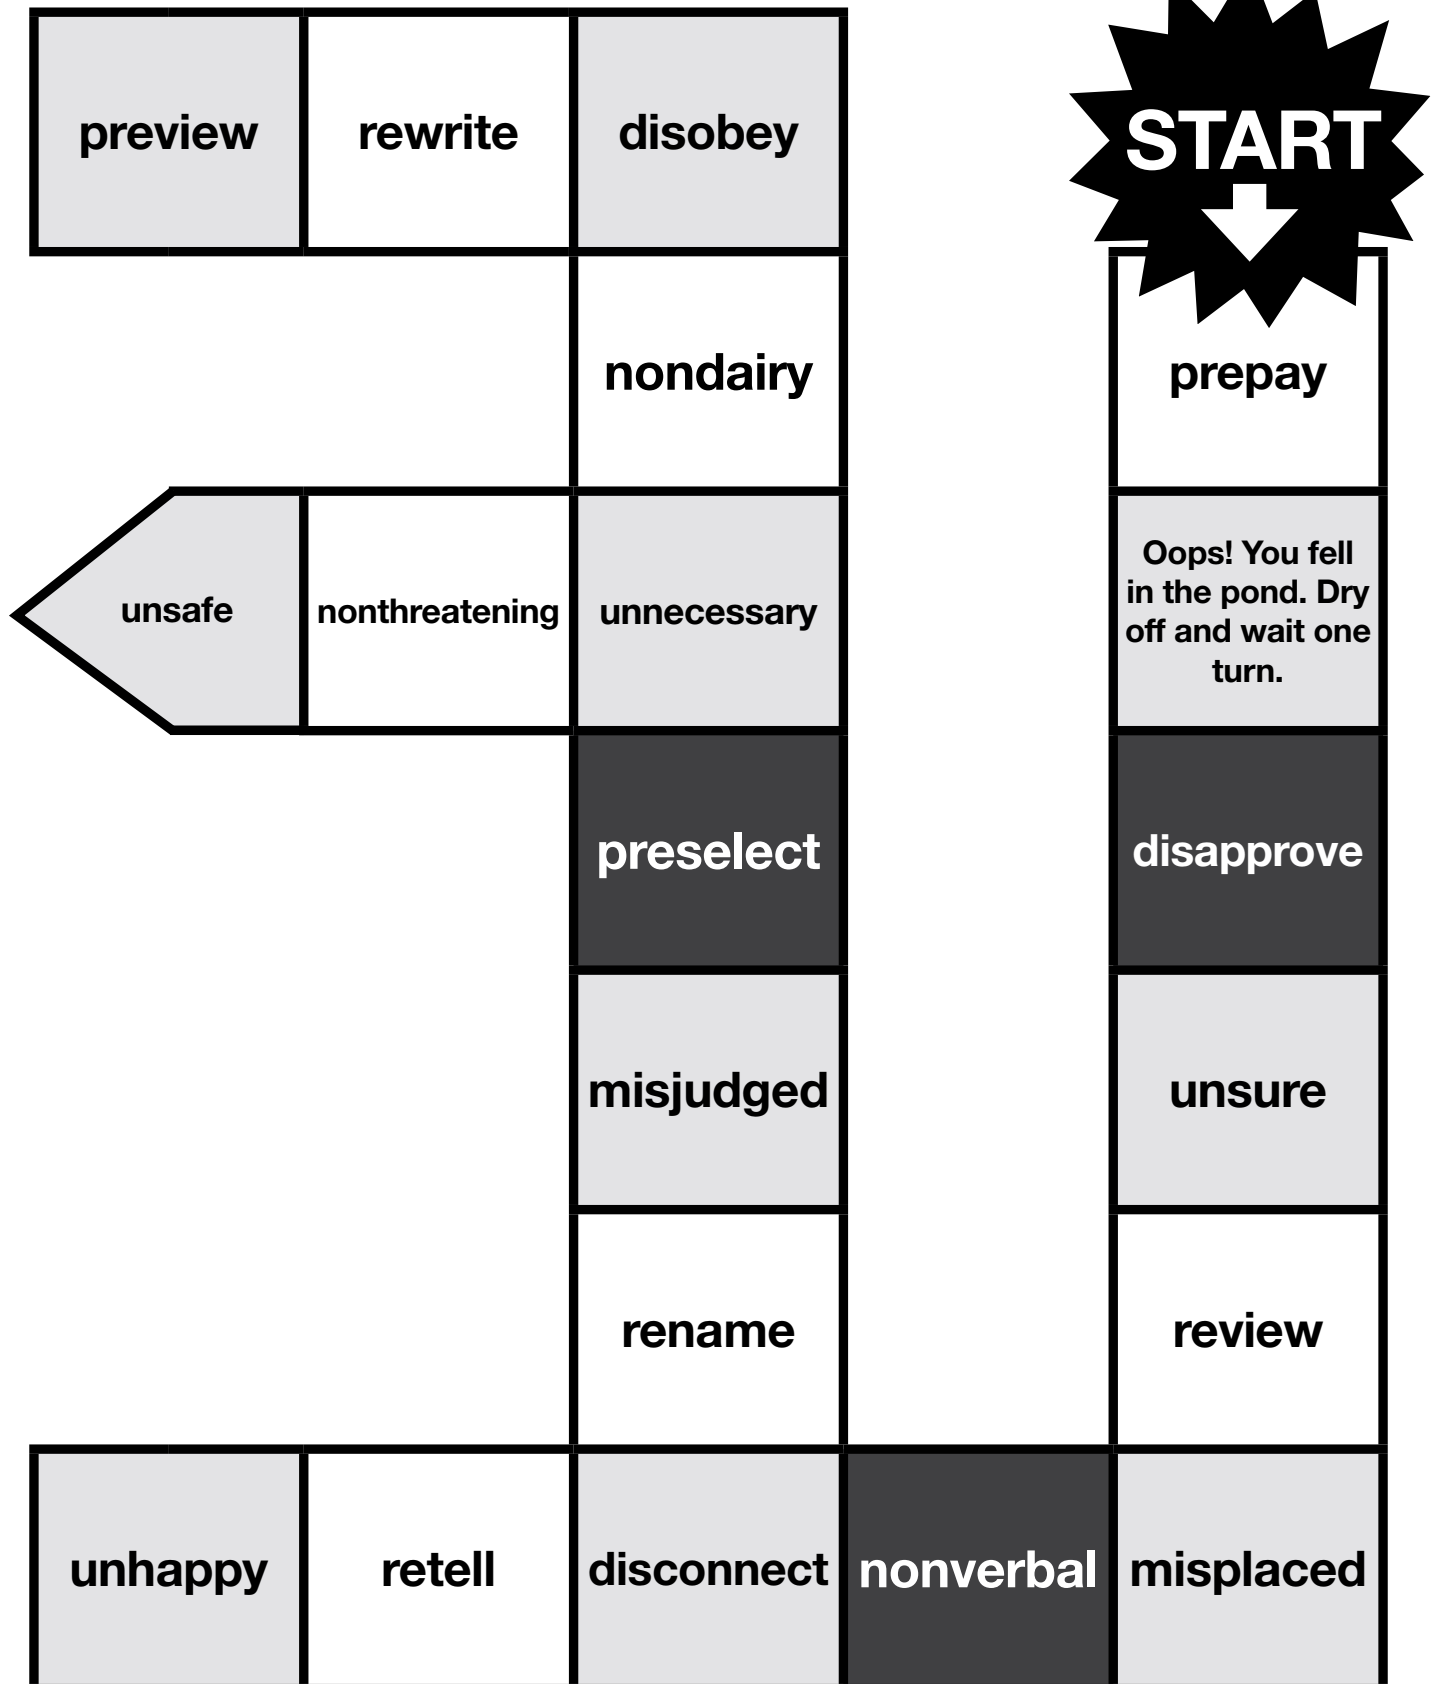 START
preview
rewrite
disobey
nondairy
prepay
unsafe
nonthreatening
unnecessary
Oops! You fell
in the pond. Dry
off and wait one
turn.
preselect
disapprove
misjudged
unsure
rename
review
unhappy
retell
disconnect
nonverbal
misplaced